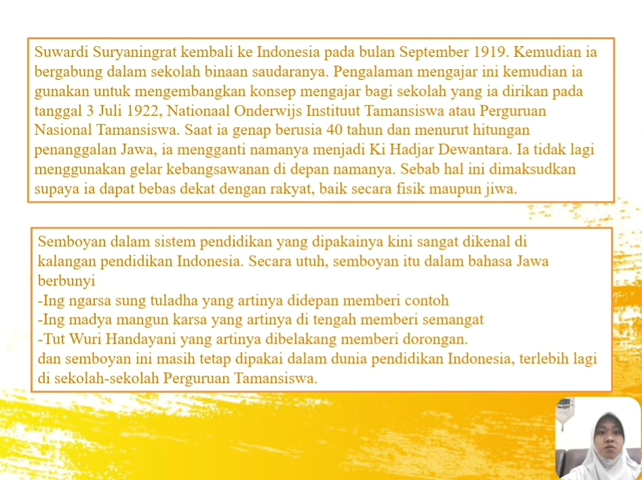 Suwardi Suryaningrat kembali ke Indonesia pada bulan September 1919. Kemudian ia
bergabung dalam sekolah binaan saudaranya. Pengalaman mengajar ini kemudian ia
gunakan untuk mengembangkan konsep mengajar bagi sekolah yang ia dirikan pada
tanggal 3 Juli 1922, Nationaal Onderwijs Instituut Tamansiswa atau Perguruan
Nasional Tamansiswa. Saat ia genap berusia 40 tahun dan menurut hitungan
penanggalan Jawa, ia mengganti namanya menjadi Ki Hadjar Dewantara. Ia tidak lagi
menggunakan gelar kebangsawanan di depan namanya. Sebab hal ini dimaksudkan
supaya ia dapat bebas dekat dengan rakyat, baik secara fisik maupun jiwa.
Semboyan dalam sistem pendidikan yang dipakainya kini sangat dikenal di
kalangan pendidikan Indonesia. Secara utuh, semboyan itu dalam bahasa Jawa
berbunyi
-Ing ngarsa sung tuladha yang artinya didepan memberi contoh
-Ing madya mangun karsa yang artinya di tengah memberi semangat
-Tut Wuri Handayani yang artinya dibelakang memberi dorongan.
dan semboyan ini masih tetap dipakai dalam dunia pendidikan Indonesia, terlebih lagi
di sekolah-sekolah Perguruan Tamansiswa.